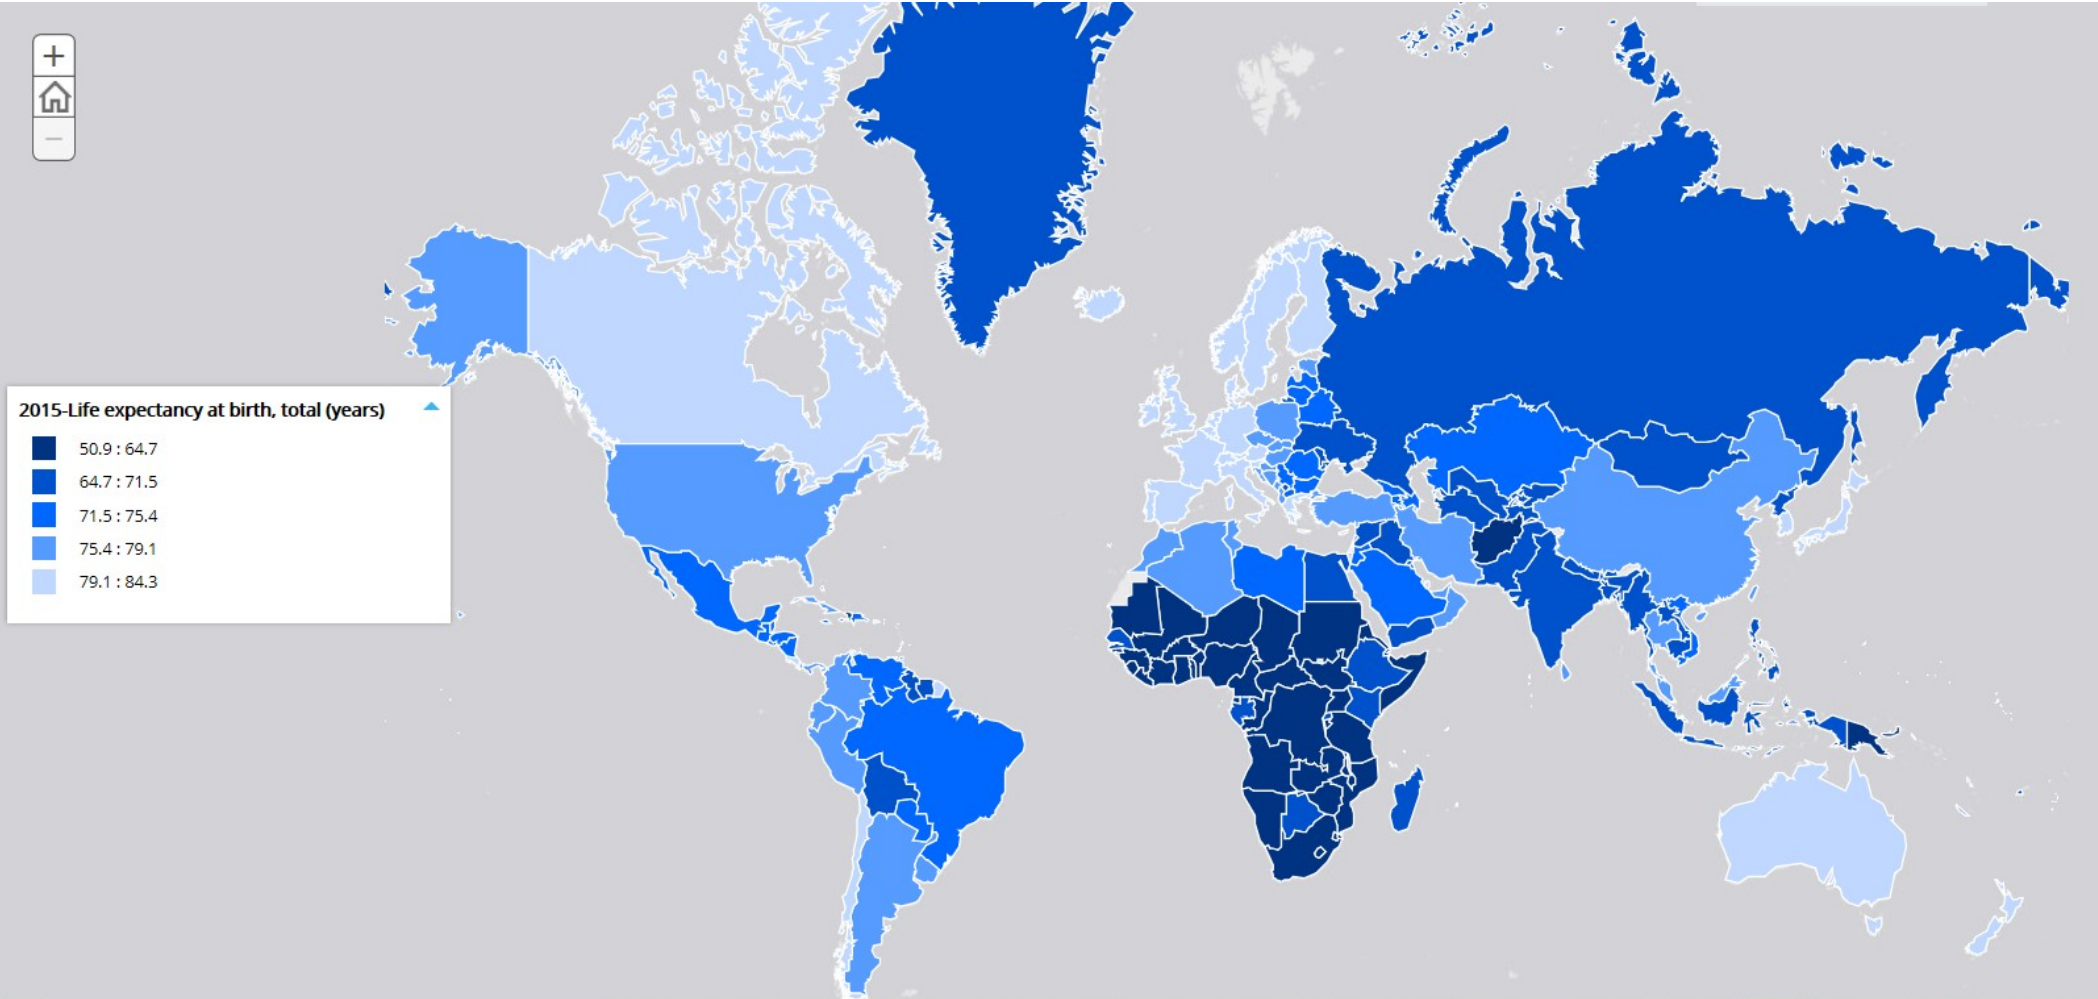 +
−
2015-Life expectancy at birth, total (years)
50.9 : 64.7
64.7 : 71.5
71.5 : 75.4
75.4 : 79.1
79.1 : 84.3